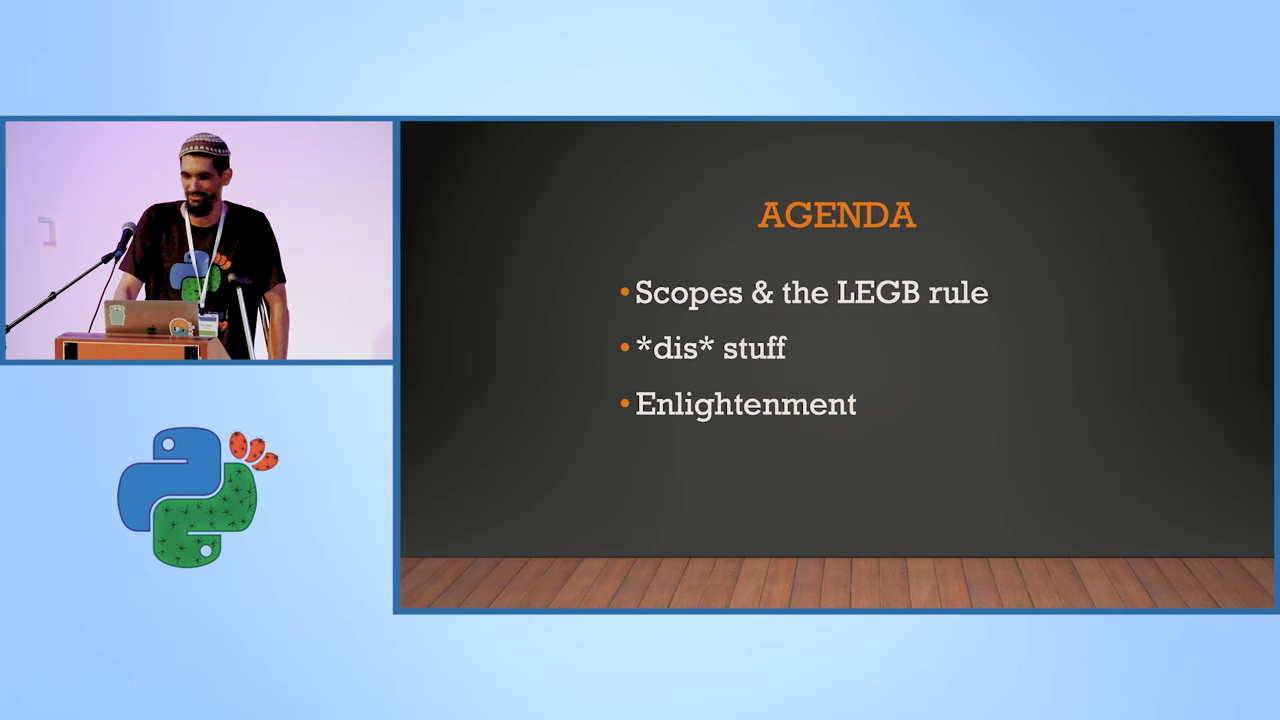 AGENDA
•Scopes & the LEGB rule
•*dis* stuff
•Enlightenment